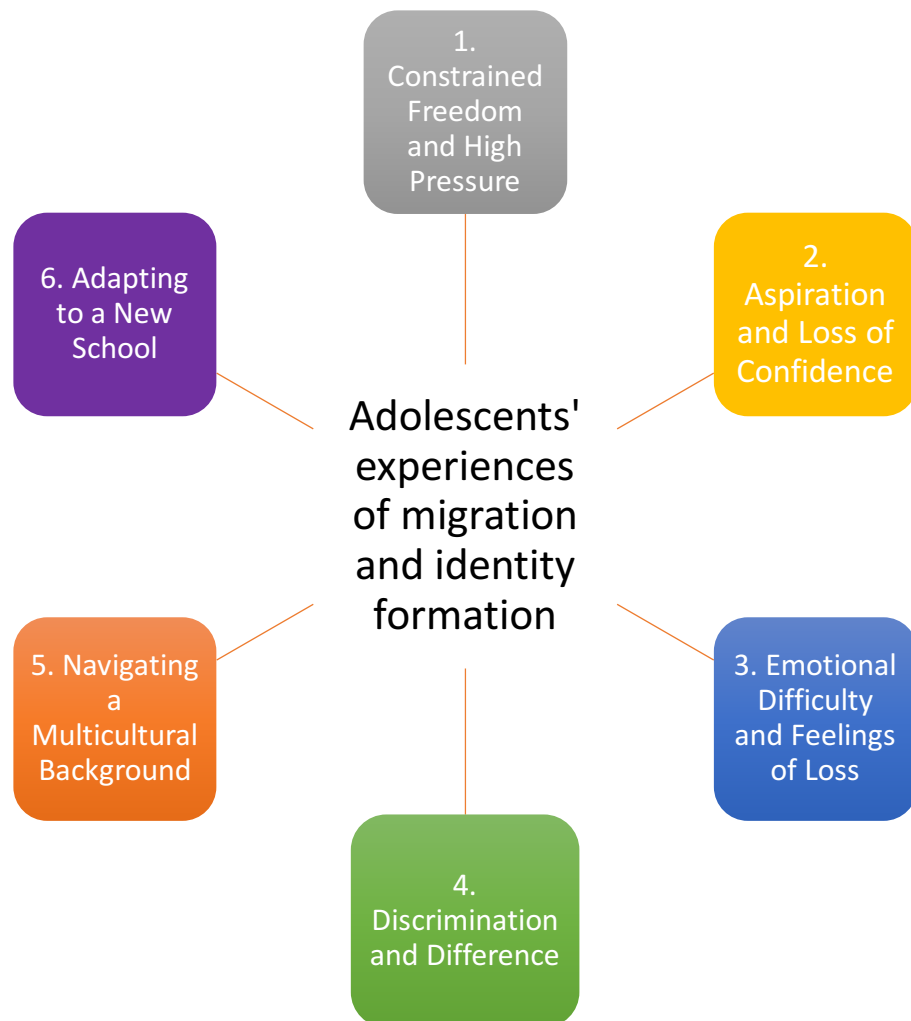 1.
Constrained
Freedom
and High
Pressure
2.
Aspiration
and Loss of
Confidence
3. Emotional
Difficulty
and Feelings
of Loss
4.
Discrimination
and Difference
5. Navigating
a
Multicultural
Background
6. Adapting
to a New
School
Adolescents'
experiences
of migration
and identity
formation